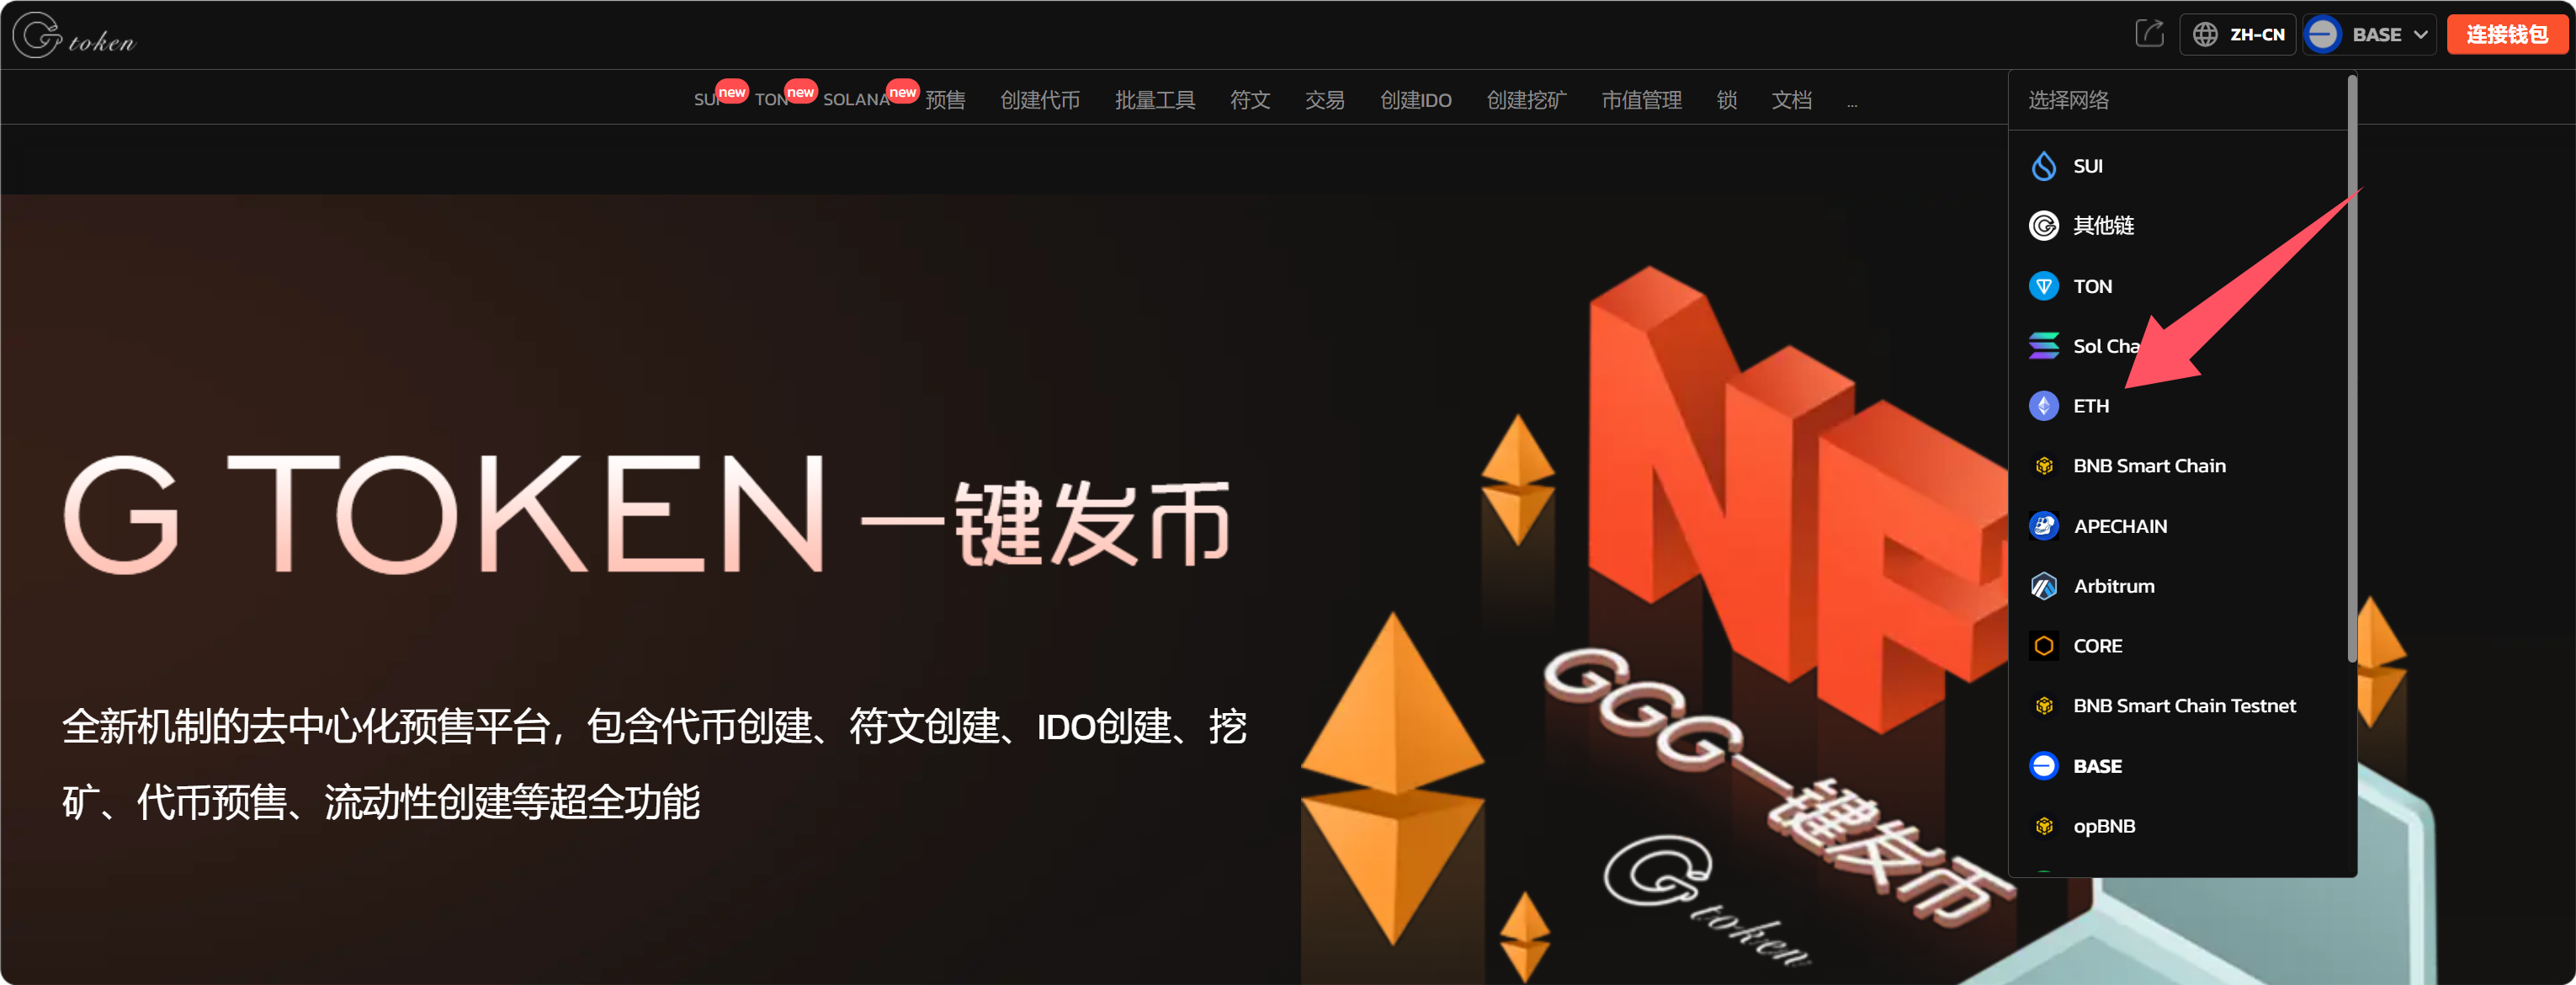 G token
ZH-CN
BASE
连接钱包
new
TON
new
SOLANA
new
预售
创建代币
批量工具
符文
交易
创建IDO
创建挖矿
市值管理
锁
文档
...
选择网络
SUI
其他链
TON
Sol Cha
ETH
BNB Smart Chain
APECHAIN
Arbitrum
CORE
BNB Smart Chain Testnet
BASE
opBNB
G TOKEN 一键发币
全新机制的去中心化预售平台，包含代币创建、符文创建、IDO创建、挖
矿、代币预售、流动性创建等超全功能
NF
GGG一键发币
G token